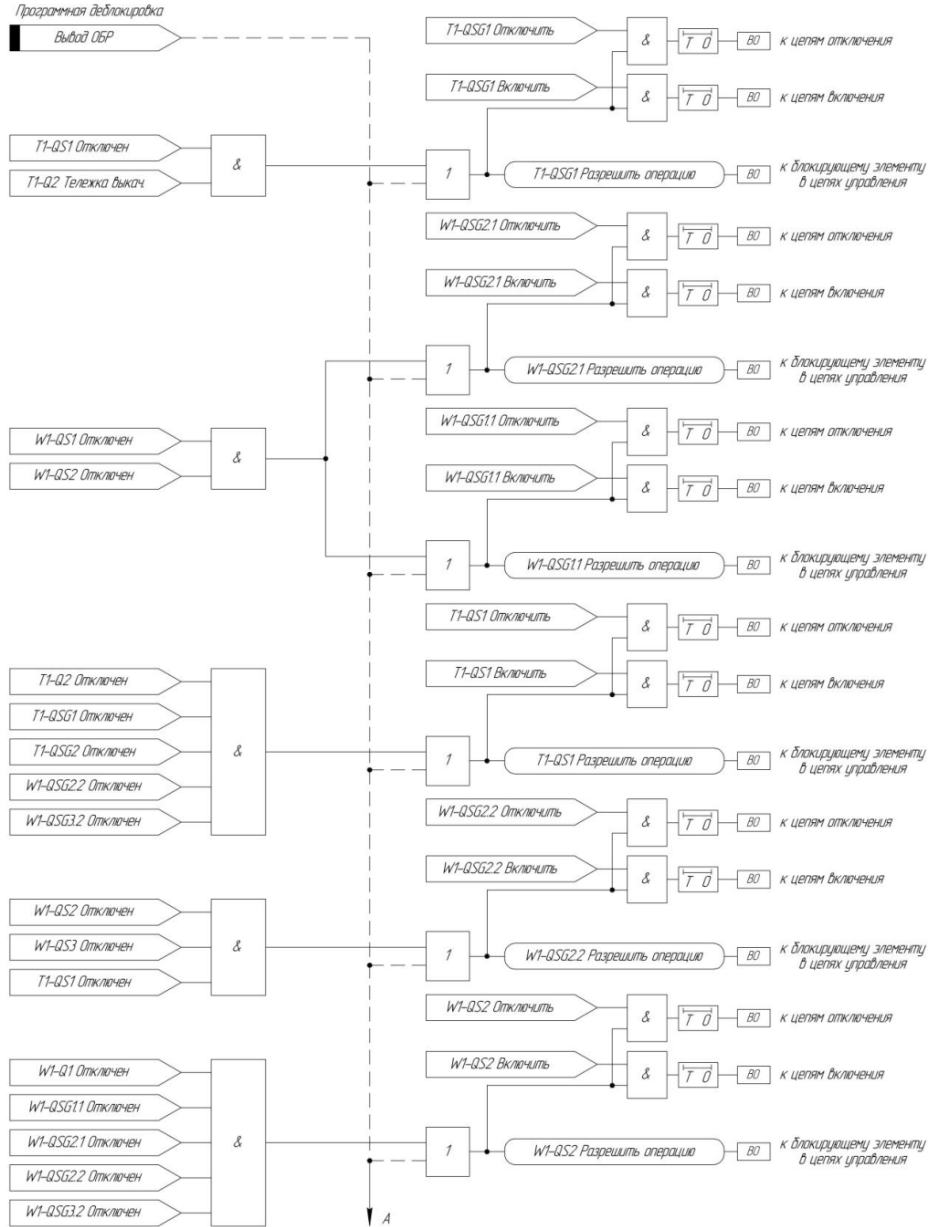 Программная деблокировка
Вывод ОБР
T1-QSG1 Отключить
&
T 0
ВО
к цепям отключения
T1-QSG1 Включить
&
T 0
ВО
к цепям включения
T1-QS1 Отключен
T1-Q2 Тележка выкач.
&
1
T1-QSG1 Разрешить операцию
ВО
к блокирующему элементу
в цепях управления
W1-QSG2.1 Отключить
&
T 0
ВО
к цепям отключения
W1-QSG2.1 Включить
&
T 0
ВО
к цепям включения
1
W1-QSG2.1 Разрешить операцию
ВО
к блокирующему элементу
в цепях управления
W1-QS1 Отключен
W1-QS2 Отключен
&
W1-QSG1.1 Отключить
&
T 0
ВО
к цепям отключения
W1-QSG1.1 Включить
&
T 0
ВО
к цепям включения
1
W1-QSG1.1 Разрешить операцию
ВО
к блокирующему элементу
в цепях управления
T1-QS1 Отключить
&
T 0
ВО
к цепям отключения
T1-QS1 Включить
&
T 0
ВО
к цепям включения
T1-Q2 Отключен
T1-QSG1 Отключен
T1-QSG2 Отключен
W1-QSG2.2 Отключен
W1-QSG3.2 Отключен
&
1
T1-QS1 Разрешить операцию
ВО
к блокирующему элементу
в цепях управления
W1-QSG2.2 Отключить
&
T 0
ВО
к цепям отключения
W1-QSG2.2 Включить
&
T 0
ВО
к цепям включения
W1-QS2 Отключен
W1-QS3 Отключен
T1-QS1 Отключен
&
1
W1-QSG2.2 Разрешить операцию
ВО
к блокирующему элементу
в цепях управления
W1-QS2 Отключить
&
T 0
ВО
к цепям отключения
W1-QS2 Включить
&
T 0
ВО
к цепям включения
W1-Q1 Отключен
W1-QSG1.1 Отключен
W1-QSG2.1 Отключен
W1-QSG2.2 Отключен
W1-QSG3.2 Отключен
&
1
W1-QS2 Разрешить операцию
ВО
к блокирующему элементу
в цепях управления
А